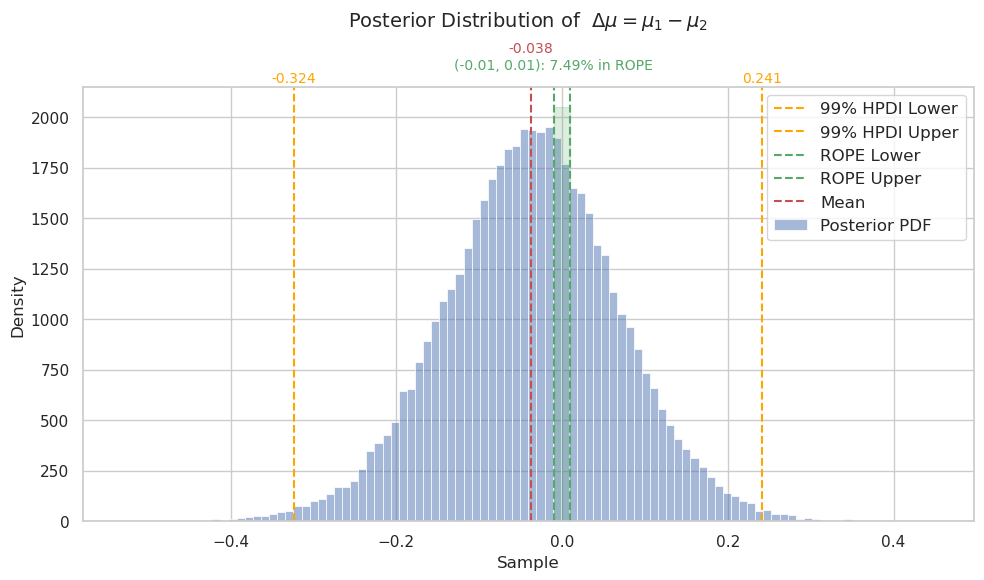 Posterior Distribution of Δμ = μ₁ − μ₂
-0.038
(-0.01, 0.01): 7.49% in ROPE
-0.324
0.241
99% HPDI Lower
99% HPDI Upper
ROPE Lower
ROPE Upper
Mean
Posterior PDF
Density
2000
1750
1500
1250
1000
750
500
250
0
−0.4
−0.2
0.0
0.2
0.4
Sample